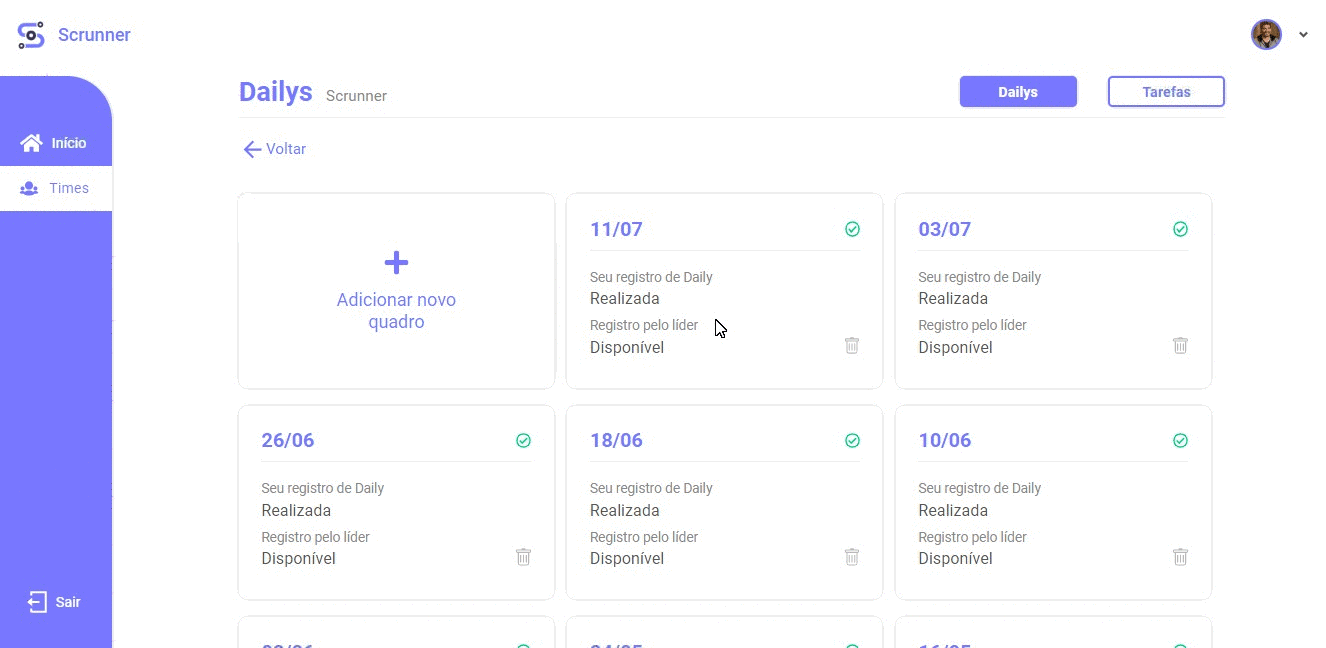 Scrunner
Dailys Scrunner
Dailys
Tarefas
Início
Times
Sair
Voltar
Adicionar novo
quadro
11/07
Seu registro de Daily
Realizada
Registro pelo líder
Disponível
03/07
Seu registro de Daily
Realizada
Registro pelo líder
Disponível
26/06
Seu registro de Daily
Realizada
Registro pelo líder
Disponível
18/06
Seu registro de Daily
Realizada
Registro pelo líder
Disponível
10/06
Seu registro de Daily
Realizada
Registro pelo líder
Disponível